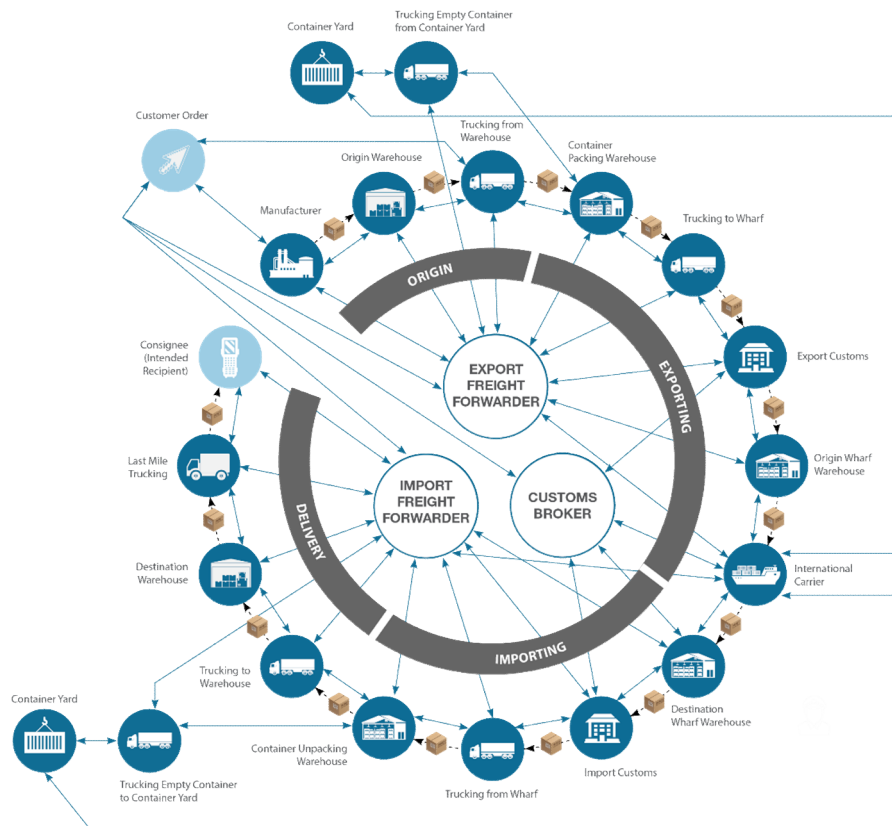 Trucking Empty Container
from Container Yard
Container Yard
Customer Order
Trucking from
Warehouse
Origin Warehouse
Container
Packing Warehouse
Manufacturer
Trucking to Wharf
ORIGIN
Consignee
(Intended
Recipient)
EXPORT
FREIGHT
FORWARDER
EXPORTING
Export Customs
Last Mile
Trucking
Origin Wharf
Warehouse
IMPORT
FREIGHT
FORWARDER
CUSTOMS
BROKER
DELIVERY
Destination
Warehouse
International
Carrier
IMPORTING
Trucking to
Warehouse
Container Yard
Destination
Wharf Warehouse
Container Unpacking
Warehouse
Import Customs
Trucking Empty Container
to Container Yard
Trucking from Wharf